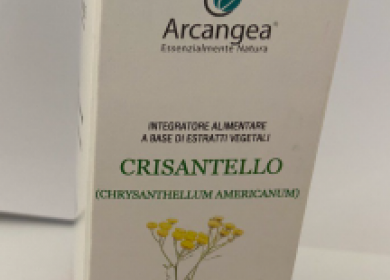 Arcangea®
Essenzialmente Natura
INTEGRATORE ALIMENTARE
A BASE DI ESTRATTI VEGETALI
CRISANTELLO
(CHRYSANTHELLUM AMERICANUM)